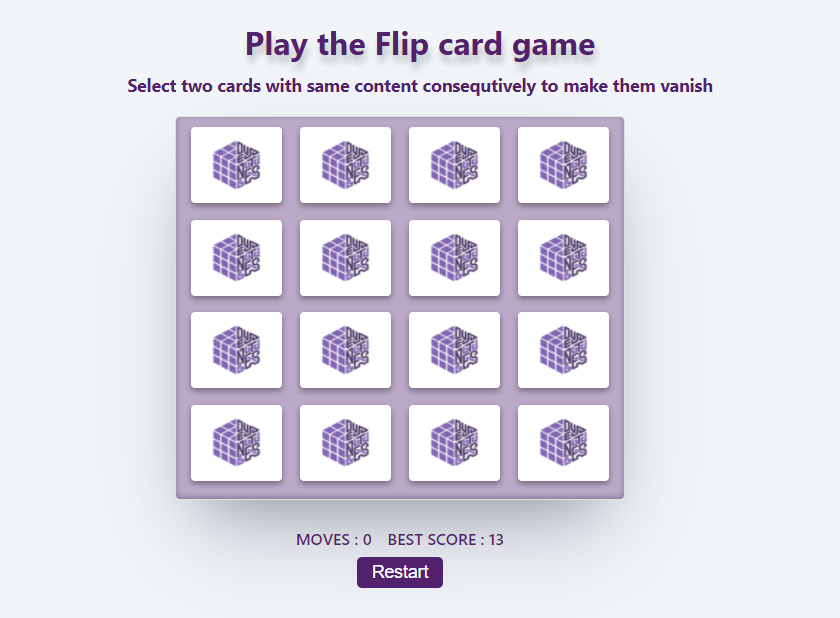 Play the Flip card game
Select two cards with same content consequtively to make them vanish
MOVES : 0 BEST SCORE : 13
Restart